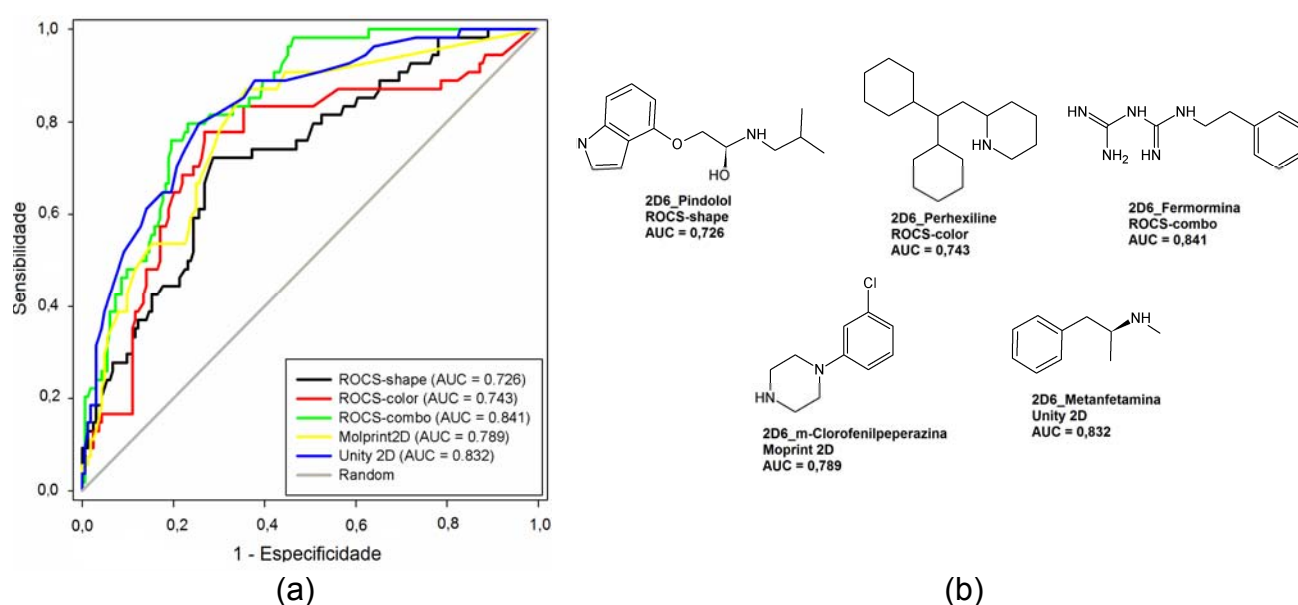 Sensibilidade
1,0
0,8
0,6
0,4
0,2
0,0
0,0
0,2
0,4
0,6
0,8
1,0
1 - Especificidade
ROCS-shape (AUC = 0.726)
ROCS-color (AUC = 0.743)
ROCS-combo (AUC = 0.841)
Molprint2D (AUC = 0.789)
Unity 2D (AUC = 0.832)
Random
(a)
N
O
NH
HO
2D6_Pindolol
ROCS-shape
AUC = 0,726
HN
2D6_Perhexiline
ROCS-color
AUC = 0,743
HN
NH
NH
NH2
NH
2D6_Fermormina
ROCS-combo
AUC = 0,841
Cl
N
HN
2D6_m-Clorofenilpeperazina
Moprint 2D
AUC = 0,789
NH
2D6_Metanfetamina
Unity 2D
AUC = 0,832
(b)